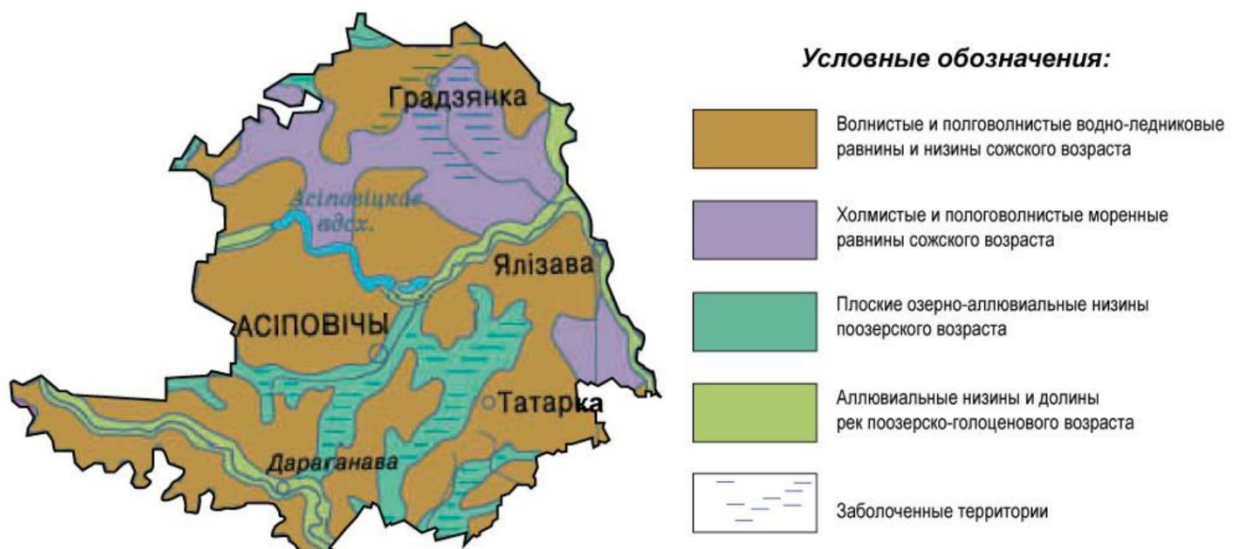 Градзянка
Асіповіцкае
вдсх.
Ялізава
АСІПОВІЧЫ
Татарка
Дараганава
Условные обозначения:
Волнистые и полговолнистые водно-ледниковые
равнины и низины сожского возраста
Холмистые и пологоволнистые моренные
равнины сожского возраста
Плоские озерно-аллювиальные низины
поозерского возраста
Аллювиальные низины и долины
рек поозерско-голоценового возраста
Заболоченные территории